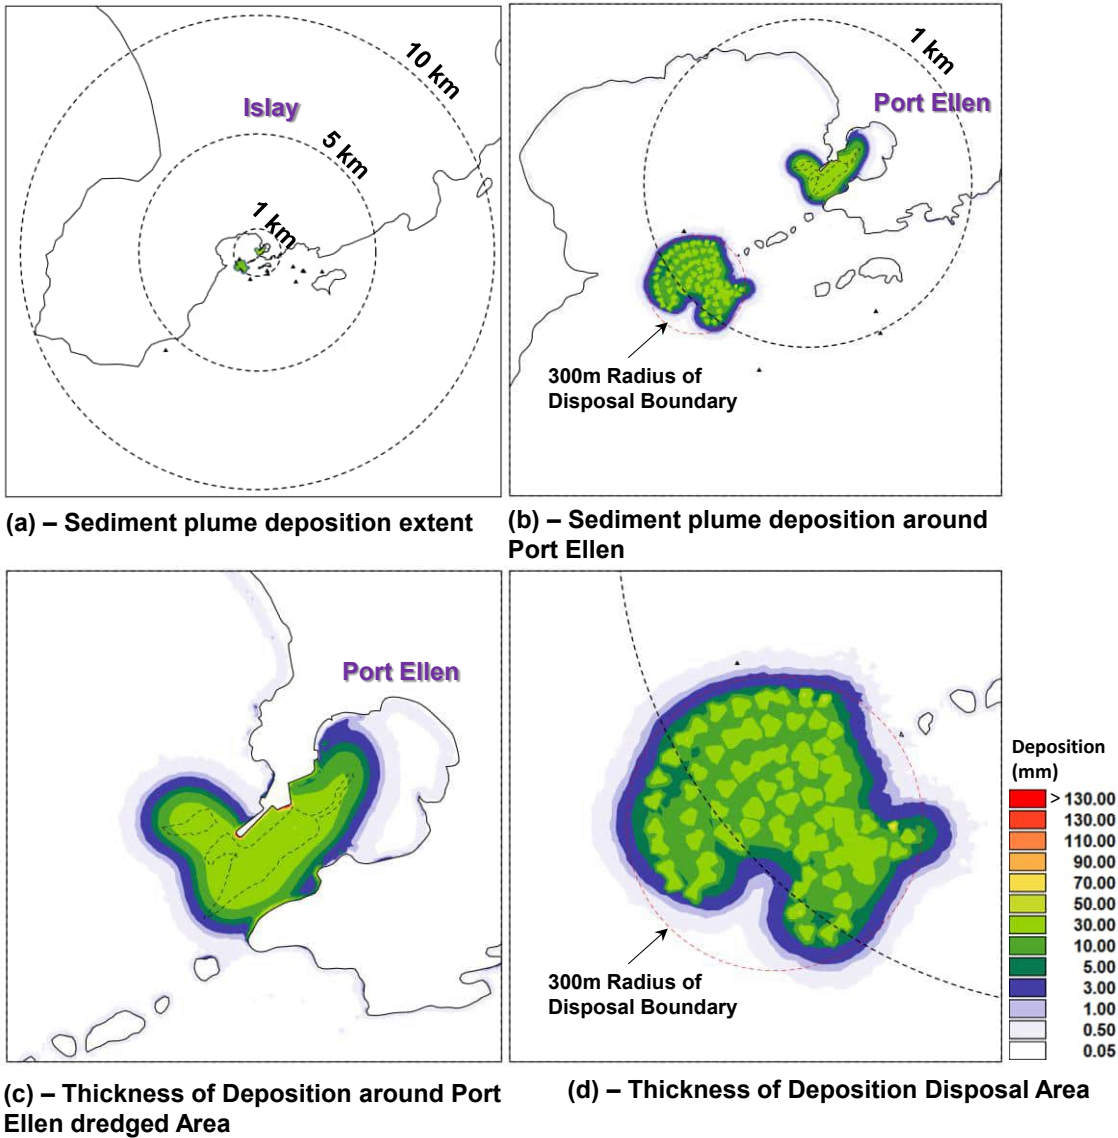 10 km
Islay
5 km
1 km
1 km
Port Ellen
300m Radius of
Disposal Boundary
(a) – Sediment plume deposition extent
(b) – Sediment plume deposition around
Port Ellen
Port Ellen
300m Radius of
Disposal Boundary
Deposition
(mm)
> 130.00
130.00
110.00
90.00
70.00
50.00
30.00
10.00
5.00
3.00
1.00
0.50
0.05
(c) – Thickness of Deposition around Port
Ellen dredged Area
(d) – Thickness of Deposition Disposal Area